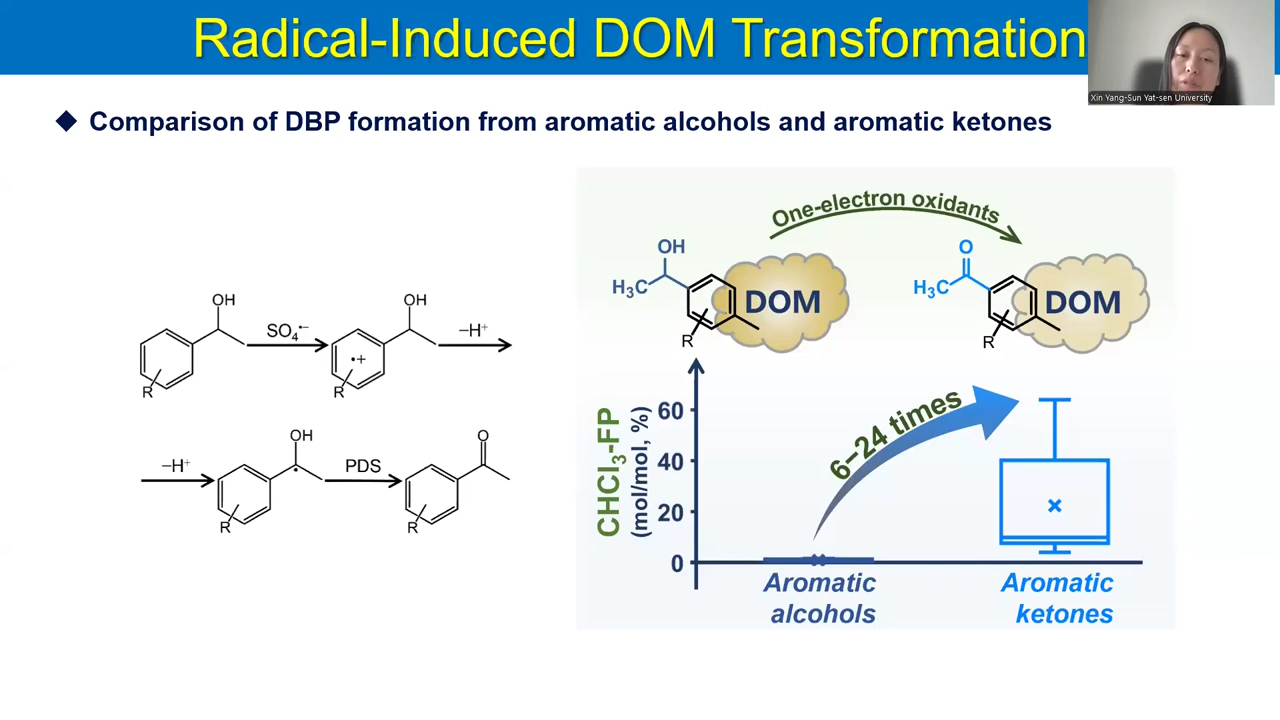 Radical-Induced DOM Transformation
Xin Yang-Sun Yat-sen University
◆ Comparison of DBP formation from aromatic alcohols and aromatic ketones
OH
SO₄•−
R
OH
•+
R
−H⁺
−H⁺
OH
•
R
PDS
O
R
One-electron oxidants
OH
H₃C
DOM
R
O
H₃C
DOM
R
CHCl₃-FP
(mol/mol, %)
60
40
20
0
6−24 times
Aromatic
alcohols
Aromatic
ketones